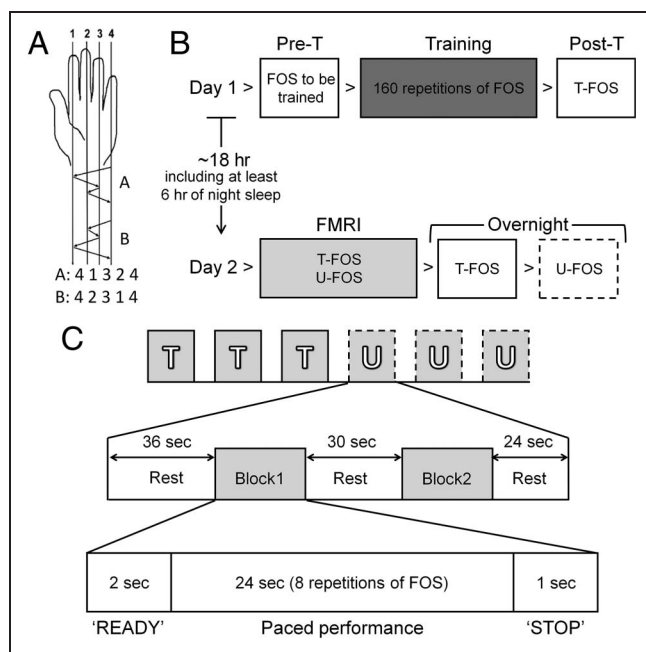 A
1 2 3 4
A
B
A: 4 1 3 2 4
B: 4 2 3 1 4
B
Pre-T Training Post-T
Day 1 > FOS to be trained > 160 repetitions of FOS > T-FOS
~18 hr
including at least
6 hr of night sleep
FMRI Overnight
Day 2 > T-FOS U-FOS > T-FOS > U-FOS
C
T T T U U U
36 sec 30 sec 24 sec
Rest Block1 Rest Block2 Rest
2 sec 24 sec (8 repetitions of FOS) 1 sec
'READY' Paced performance 'STOP'